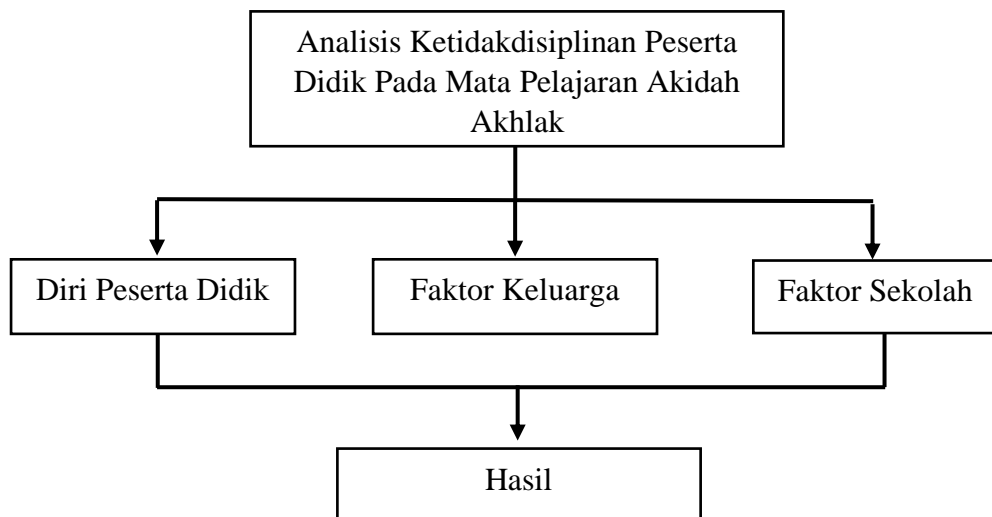 Analisis Ketidakdisiplinan Peserta
Didik Pada Mata Pelajaran Akidah
Akhlak
Diri Peserta Didik
Faktor Keluarga
Faktor Sekolah
Hasil